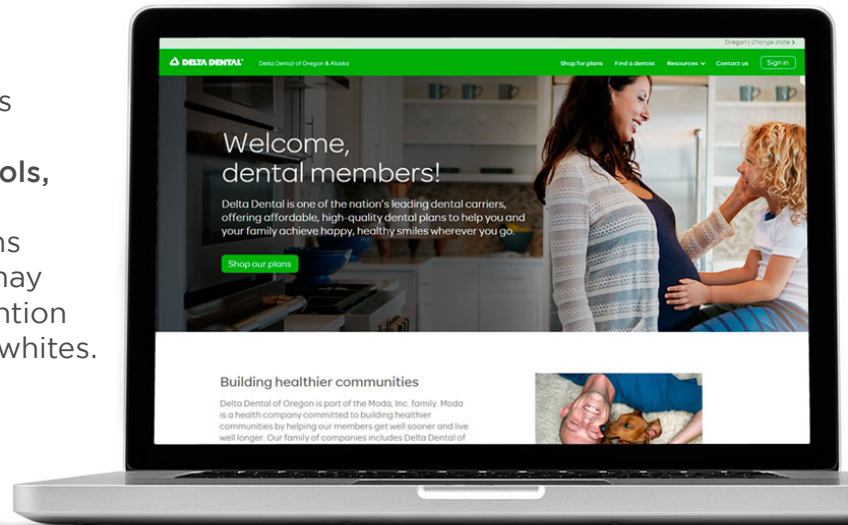 s
ols,
ns
may
ntion
whites.
Oregon | Change state >
DELTA DENTAL
Delta Dental of Oregon & Alaska
Shop for plans
Find a dentist
Resources
Contact us
Sign in
Welcome,
dental members!
Delta Dental is one of the nation's leading dental carriers,
offering affordable, high-quality dental plans to help you and
your family achieve happy, healthy smiles wherever you go.
Shop our plans
Building healthier communities
Delta Dental of Oregon is part of the Moda, Inc. family. Moda
is a health company committed to building healthier
communities by helping our members get well sooner and live
well longer. Our family of companies includes Delta Dental of